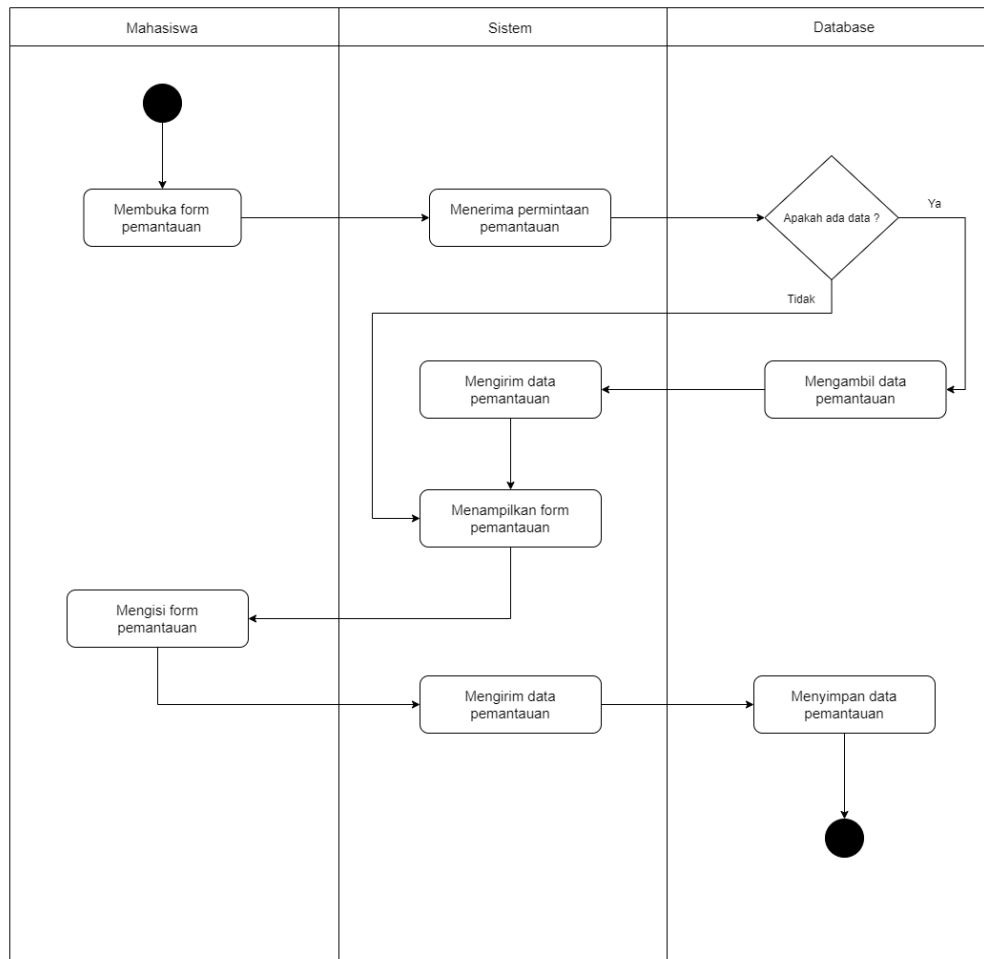 Mahasiswa
Sistem
Database
Membuka form
pemantauan
Menerima permintaan
pemantauan
Apakah ada data ?
Ya
Tidak
Mengirim data
pemantauan
Mengambil data
pemantauan
Menampilkan form
pemantauan
Mengisi form
pemantauan
Mengirim data
pemantauan
Menyimpan data
pemantauan